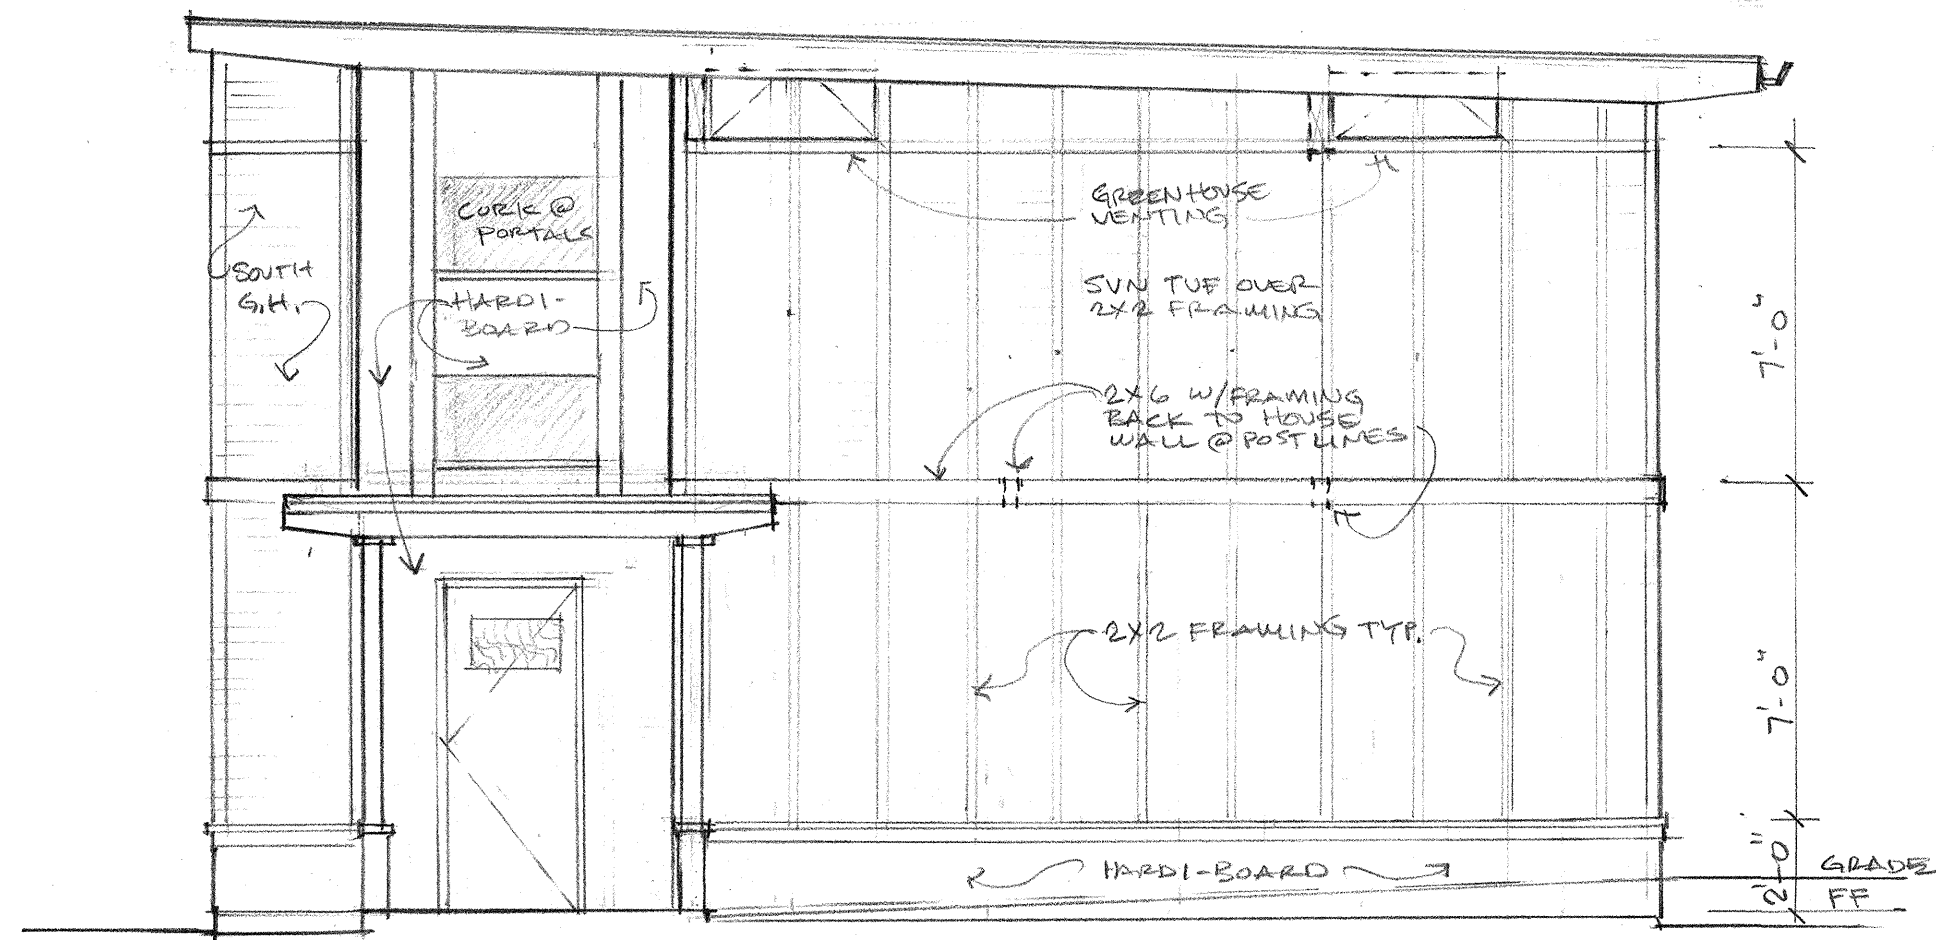 CORK @
PORTALS
SOUTH
G.H.
HARDI-
BOARD
GREENHOUSE
VENTING
SUN TUF OVER
2X2 FRAMING
2X6 W/FRAMING
BACK TO HOUSE
WALL @ POST LINES
2X2 FRAMING TYP.
HARDI-BOARD
7'-0"
7'-0"
2'-0"
GRADE
FF